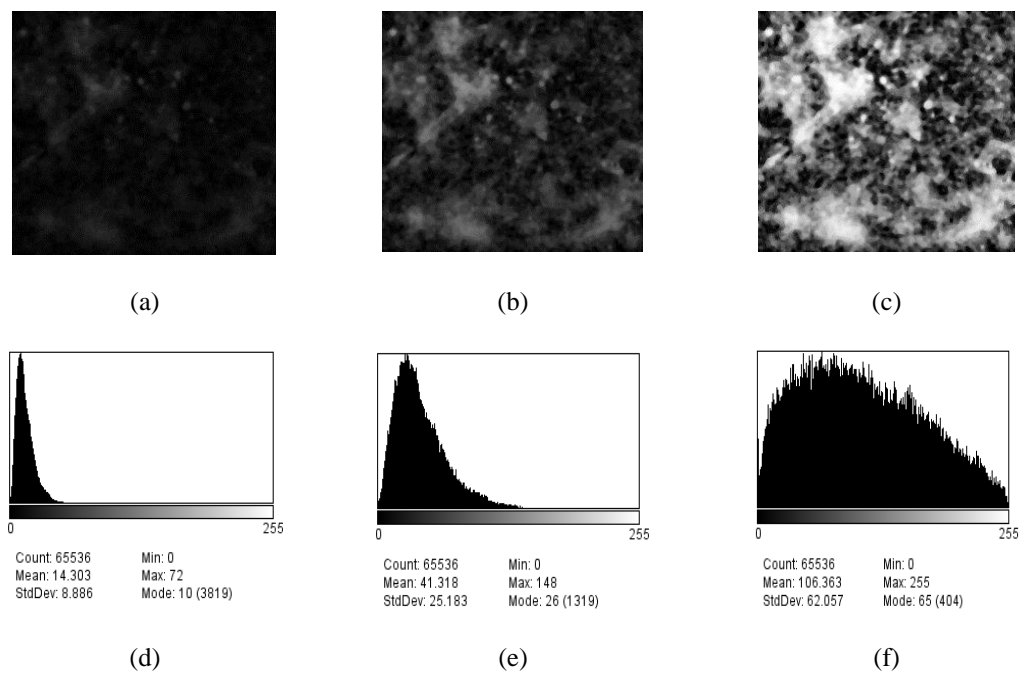 (a)
(b)
(c)
0
255
0
255
0
255
Count: 65536 Min: 0
Mean: 14.303 Max: 72
StdDev: 8.886 Mode: 10 (3819)
Count: 65536 Min: 0
Mean: 41.318 Max: 148
StdDev: 25.183 Mode: 26 (1319)
Count: 65536 Min: 0
Mean: 106.363 Max: 255
StdDev: 62.057 Mode: 65 (404)
(d)
(e)
(f)